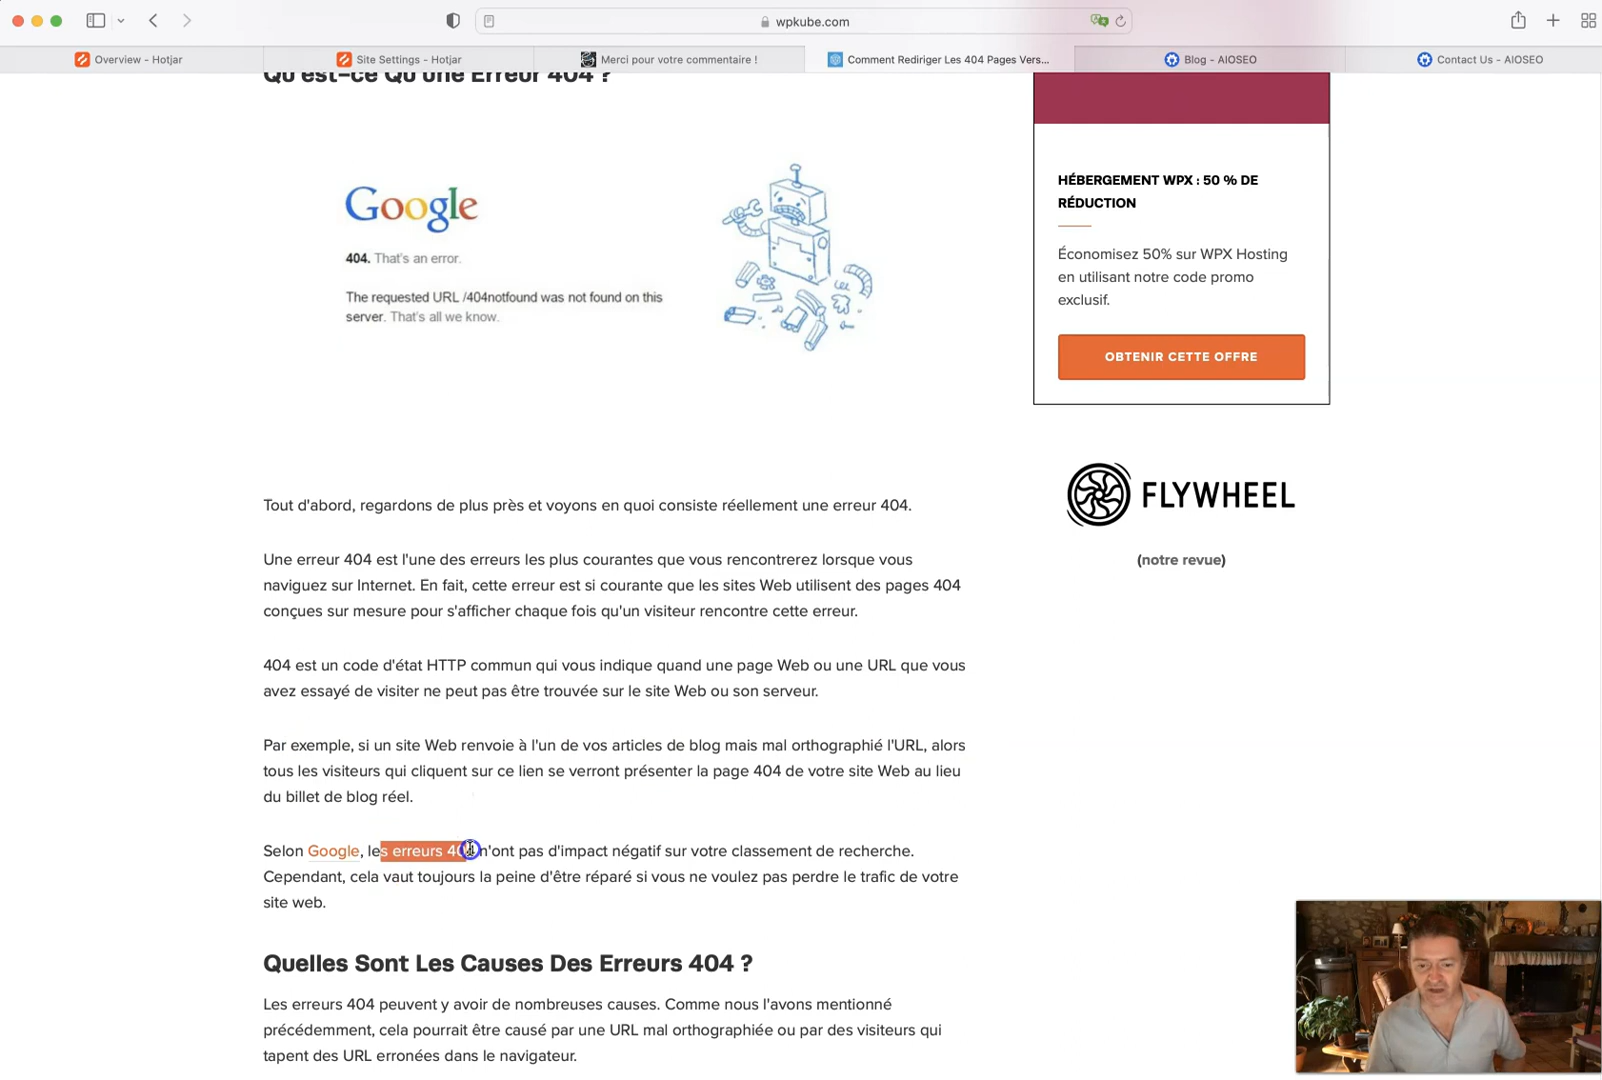 wpkube.com
Overview - Hotjar
Site Settings - Hotjar
Merci pour votre commentaire !
Comment Rediriger Les 404 Pages Vers...
Blog - AIOSEO
Contact Us - AIOSEO
Qu'est-ce Qu'une Erreur 404 ?
Google
404. That's an error.
The requested URL /404notfound was not found on this
server. That's all we know.
Tout d'abord, regardons de plus près et voyons en quoi consiste réellement une erreur 404.
Une erreur 404 est l'une des erreurs les plus courantes que vous rencontrerez lorsque vous
naviguez sur Internet. En fait, cette erreur est si courante que les sites Web utilisent des pages 404
conçues sur mesure pour s'afficher chaque fois qu'un visiteur rencontre cette erreur.
404 est un code d'état HTTP commun qui vous indique quand une page Web ou une URL que vous
avez essayé de visiter ne peut pas être trouvée sur le site Web ou son serveur.
Par exemple, si un site Web renvoie à l'un de vos articles de blog mais mal orthographié l'URL, alors
tous les visiteurs qui cliquent sur ce lien se verront présenter la page 404 de votre site Web au lieu
du billet de blog réel.
Selon Google, les erreurs 404 n'ont pas d'impact négatif sur votre classement de recherche.
Cependant, cela vaut toujours la peine d'être réparé si vous ne voulez pas perdre le trafic de votre
site web.
Quelles Sont Les Causes Des Erreurs 404 ?
Les erreurs 404 peuvent y avoir de nombreuses causes. Comme nous l'avons mentionné
précédemment, cela pourrait être causé par une URL mal orthographiée ou par des visiteurs qui
tapent des URL erronées dans le navigateur.
HÉBERGEMENT WPX : 50 % DE
RÉDUCTION
Économisez 50% sur WPX Hosting
en utilisant notre code promo
exclusif.
OBTENIR CETTE OFFRE
FLYWHEEL
(notre revue)